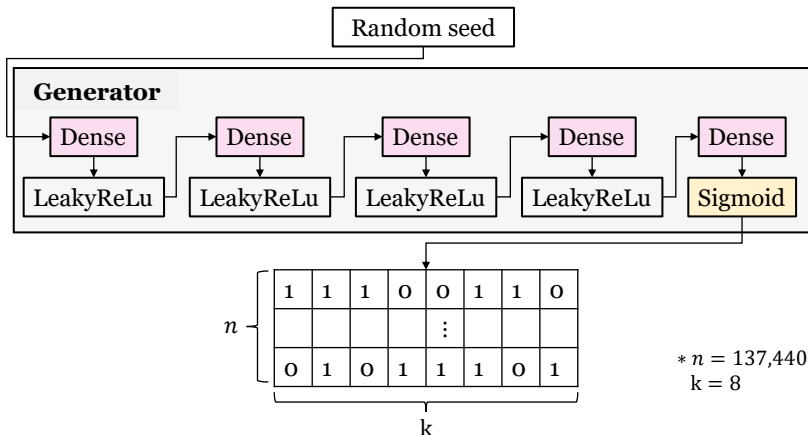 Random seed
Generator
Dense Dense Dense Dense Dense
LeakyReLu LeakyReLu LeakyReLu LeakyReLu Sigmoid
1 1 1 0 0 1 1 0
n
⋮
0 1 0 1 1 1 0 1
* n = 137,440
k = 8
k